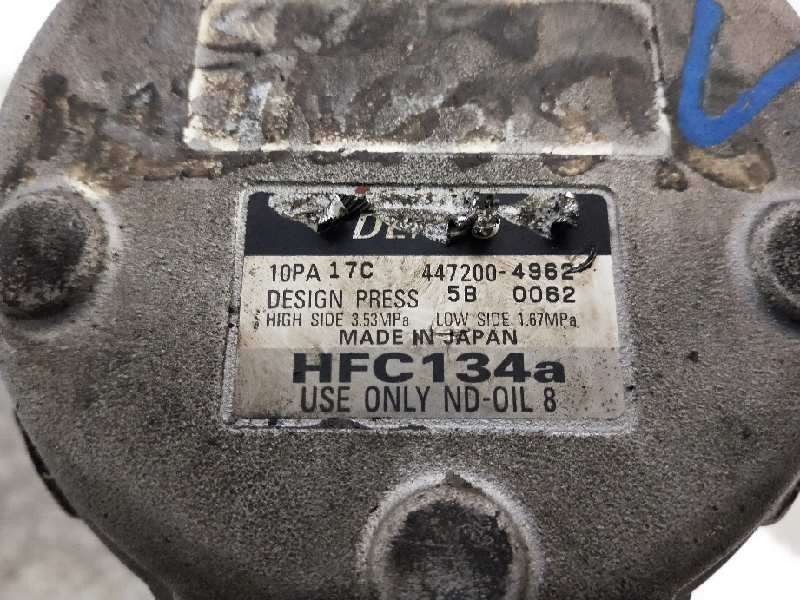 10PA 17C 447200-4962
DESIGN PRESS 5B 0062
HIGH SIDE 3.53MPa LOW SIDE 1.67MPa
MADE IN JAPAN
HFC134a
USE ONLY ND-OIL 8